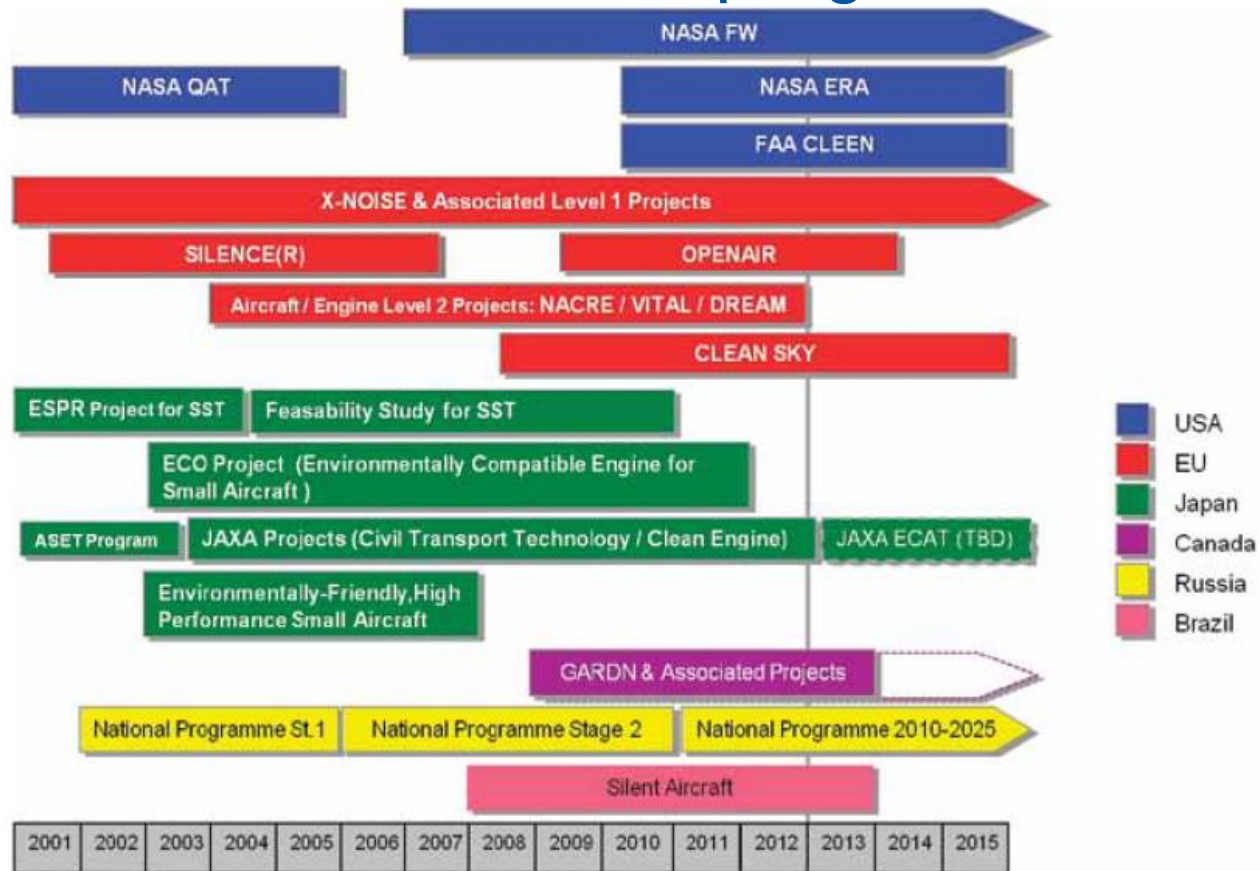 NASA FW
NASA QAT
NASA ERA
FAA CLEEN
X-NOISE & Associated Level 1 Projects
SILENCE(R)
OPENAIR
Aircraft / Engine Level 2 Projects: NACRE / VITAL / DREAM
CLEAN SKY
ESPR Project for SST
Feasability Study for SST
ECO Project (Environmentally Compatible Engine for
Small Aircraft )
ASET Program
JAXA Projects (Civil Transport Technology / Clean Engine)
JAXA ECAT (TBD)
Environmentally-Friendly,High
Performance Small Aircraft
GARDN & Associated Projects
National Programme St.1
National Programme Stage 2
National Programme 2010-2025
Silent Aircraft
2001 2002 2003 2004 2005 2006 2007 2008 2009 2010 2011 2012 2013 2014 2015
USA
EU
Japan
Canada
Russia
Brazil